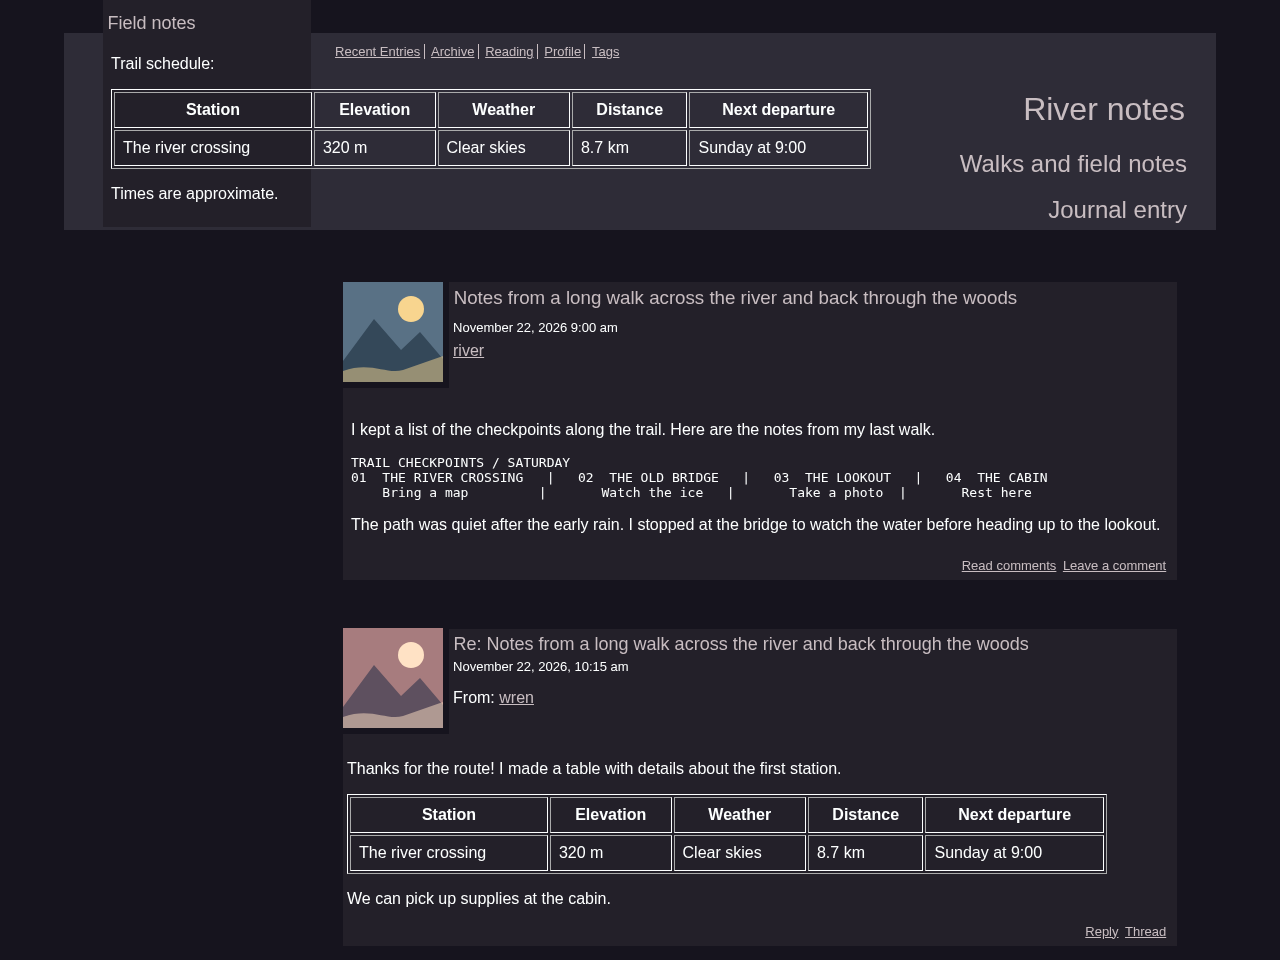 Field notes
Trail schedule:
Station Elevation Weather Distance Next departure
The river crossing 320 m Clear skies 8.7 km Sunday at 9:00
Times are approximate.
Recent Entries Archive Reading Profile Tags
River notes
Walks and field notes
Journal entry
Notes from a long walk across the river and back through the woods
November 22, 2026 9:00 am
river
I kept a list of the checkpoints along the trail. Here are the notes from my last walk.
TRAIL CHECKPOINTS / SATURDAY
01  THE RIVER CROSSING   |   02  THE OLD BRIDGE   |   03  THE LOOKOUT   |   04  THE CABIN
    Bring a map         |       Watch the ice   |       Take a photo  |       Rest here
The path was quiet after the early rain. I stopped at the bridge to watch the water before heading up to the lookout.
Read comments Leave a comment
Re: Notes from a long walk across the river and back through the woods
November 22, 2026, 10:15 am
From: wren
Thanks for the route! I made a table with details about the first station.
Station Elevation Weather Distance Next departure
The river crossing 320 m Clear skies 8.7 km Sunday at 9:00
We can pick up supplies at the cabin.
Reply Thread